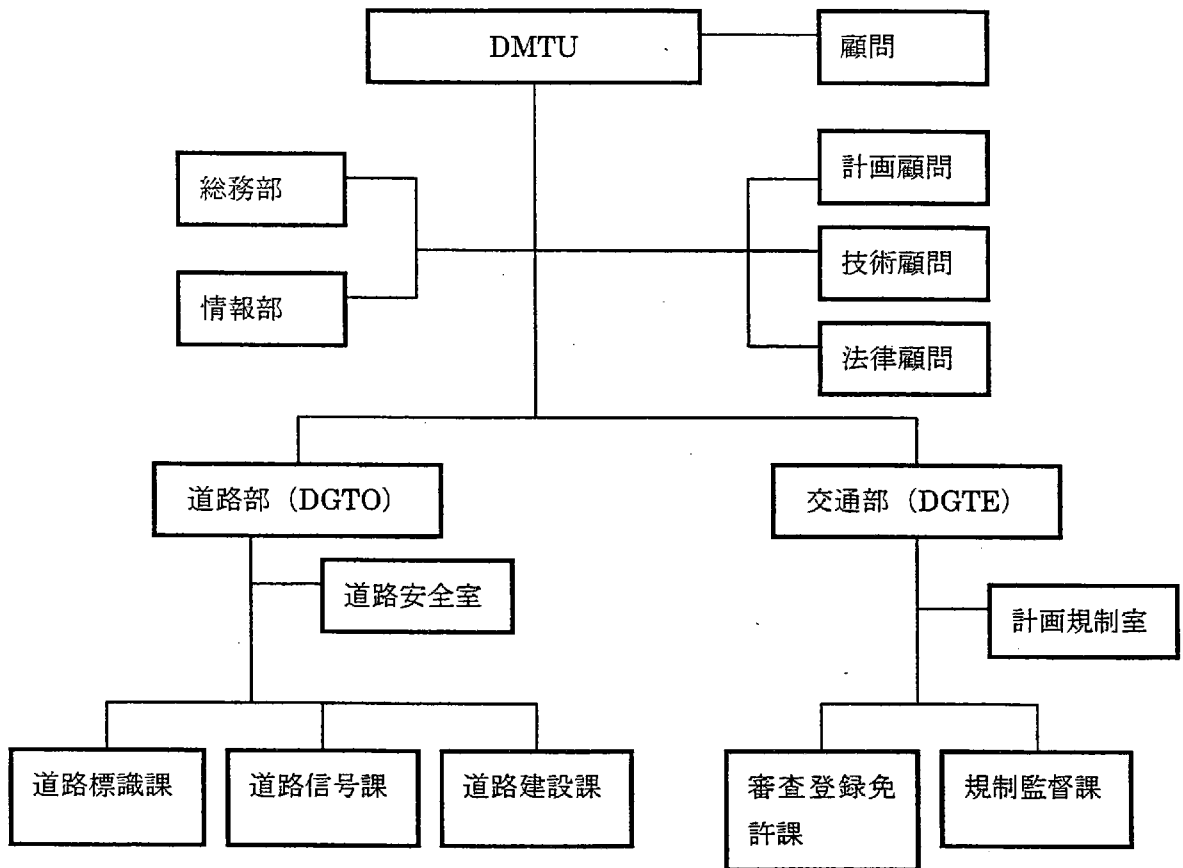 DMTU
顧問
計画顧問
総務部
技術顧問
情報部
法律顧問
道路部（DGTO）
交通部（DGTE）
道路安全室
計画規制室
道路標識課
道路信号課
道路建設課
審査登録免
許課
規制監督課